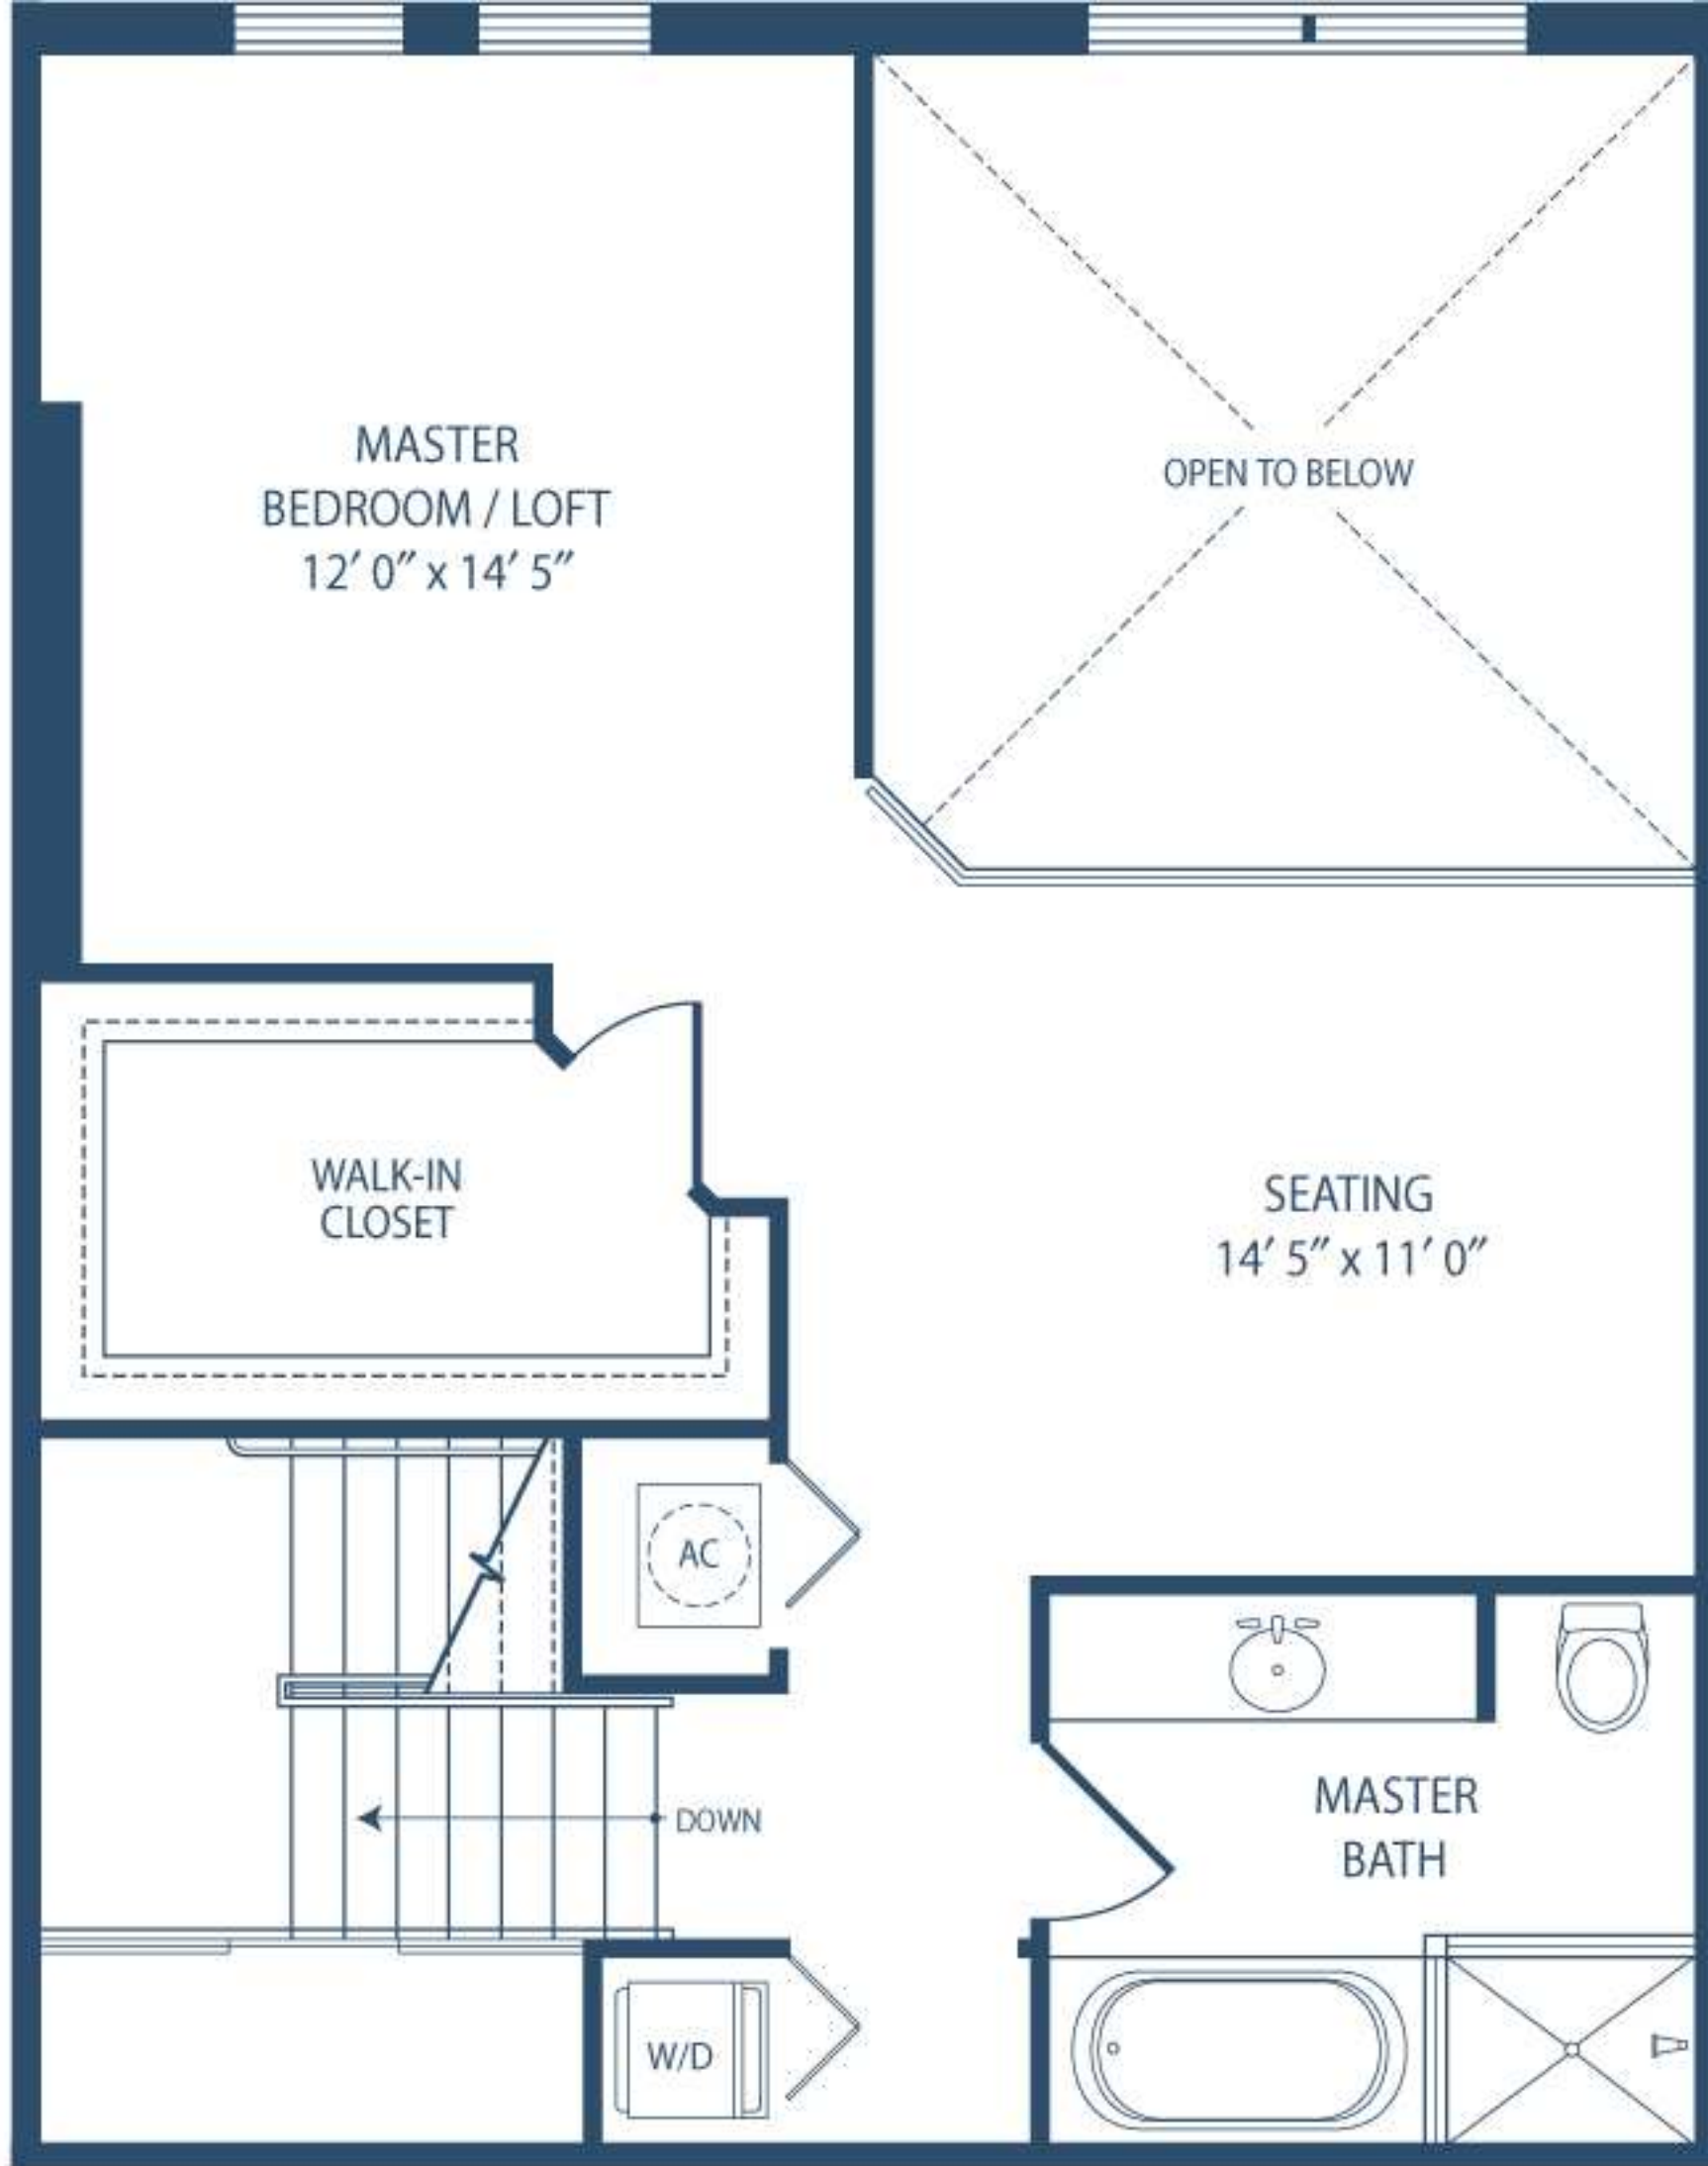 MASTER
BEDROOM / LOFT
12′ 0″ x 14′ 5″
OPEN TO BELOW
WALK-IN
CLOSET
SEATING
14′ 5″ x 11′ 0″
AC
DOWN
MASTER
BATH
W/D